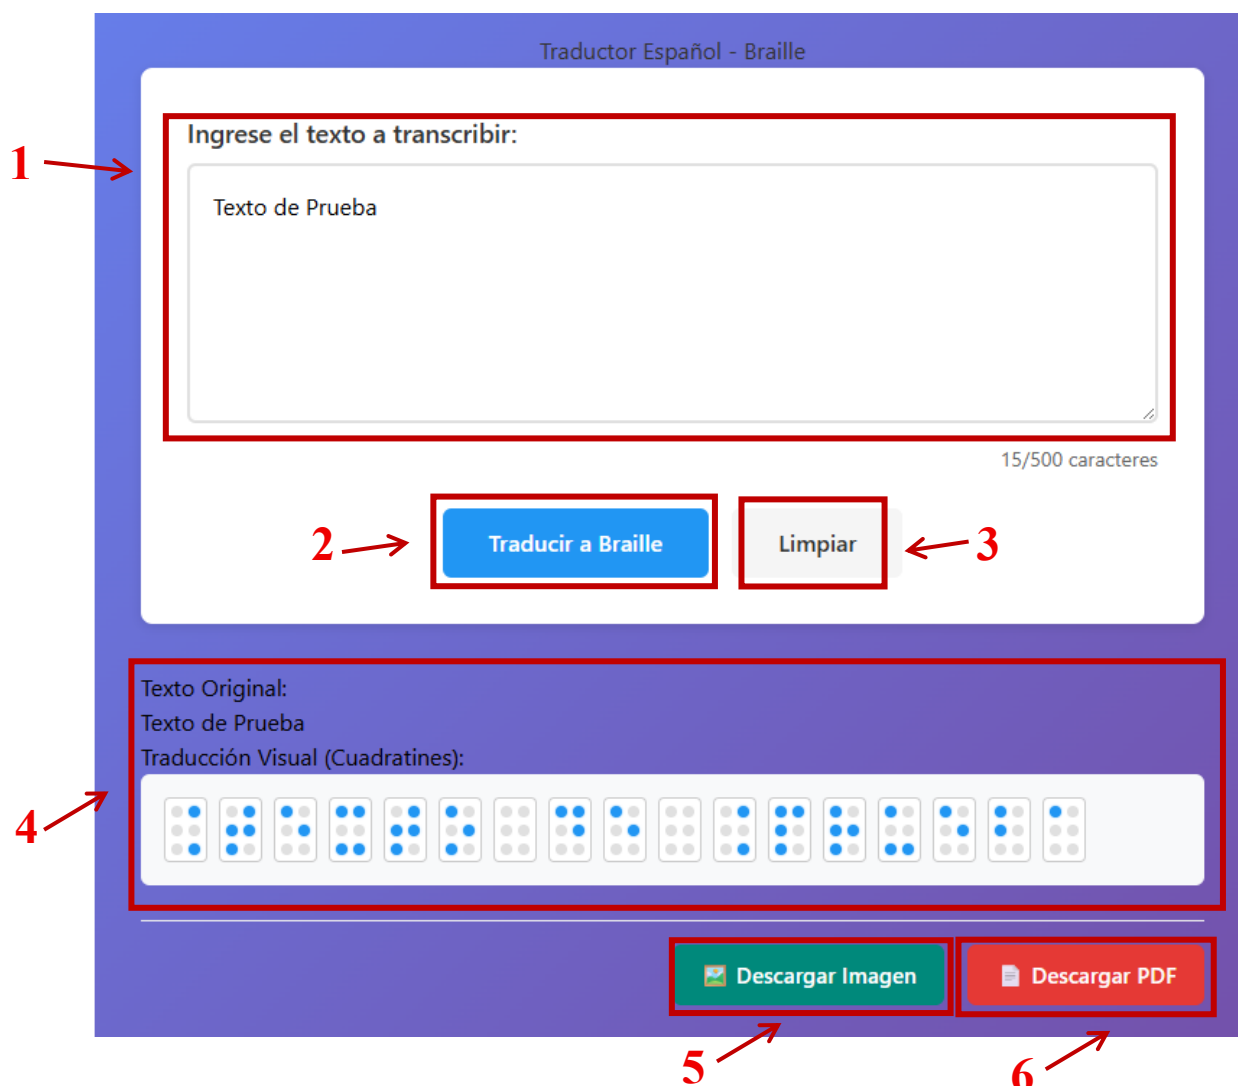 Traductor Español - Braille
Ingrese el texto a transcribir:
1
Texto de Prueba
15/500 caracteres
2
Traducir a Braille
Limpiar
3
Texto Original:
Texto de Prueba
Traducción Visual (Cuadratines):
4
⠨⠞⠑⠭⠞⠕⠀⠙⠑⠀⠨⠏⠗⠥⠑⠃⠁
Descargar Imagen
Descargar PDF
5
6